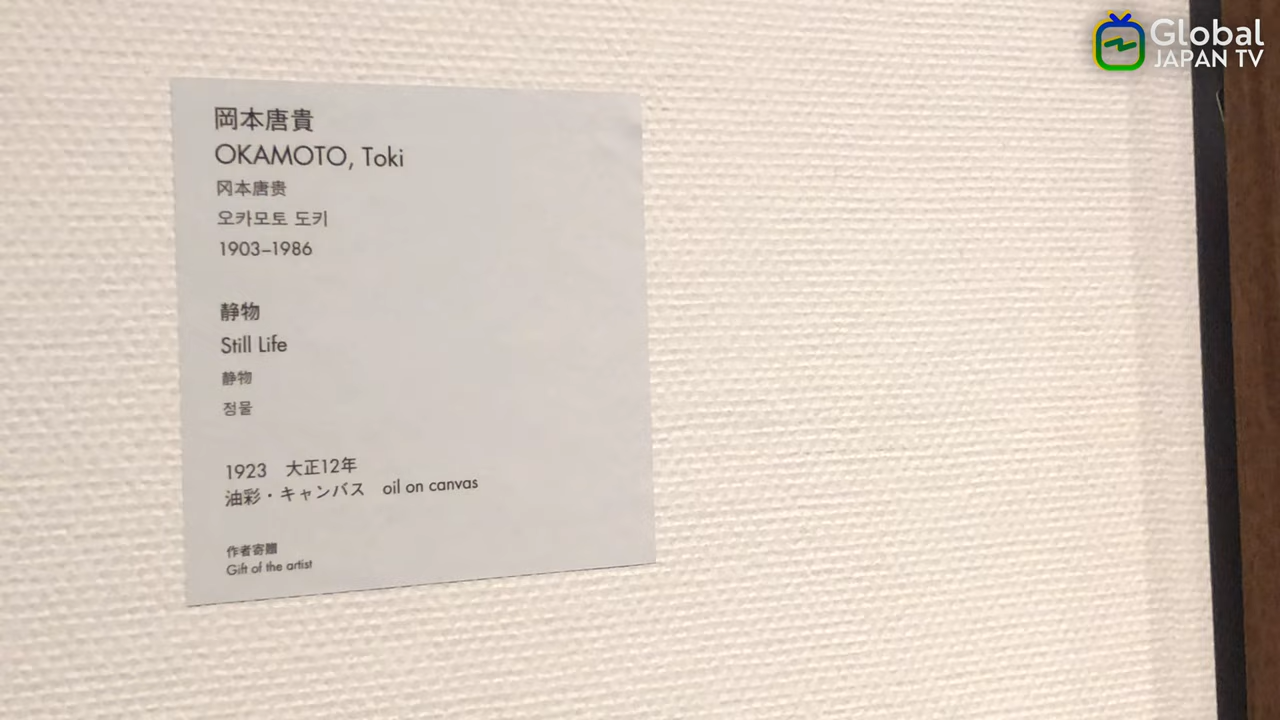 Global
JAPAN TV
岡本唐貴
OKAMOTO, Toki
冈本唐贵
오카모토 도키
1903–1986
静物
Still Life
静物
정물
1923　大正12年
油彩・キャンバス　oil on canvas
作者寄贈
Gift of the artist